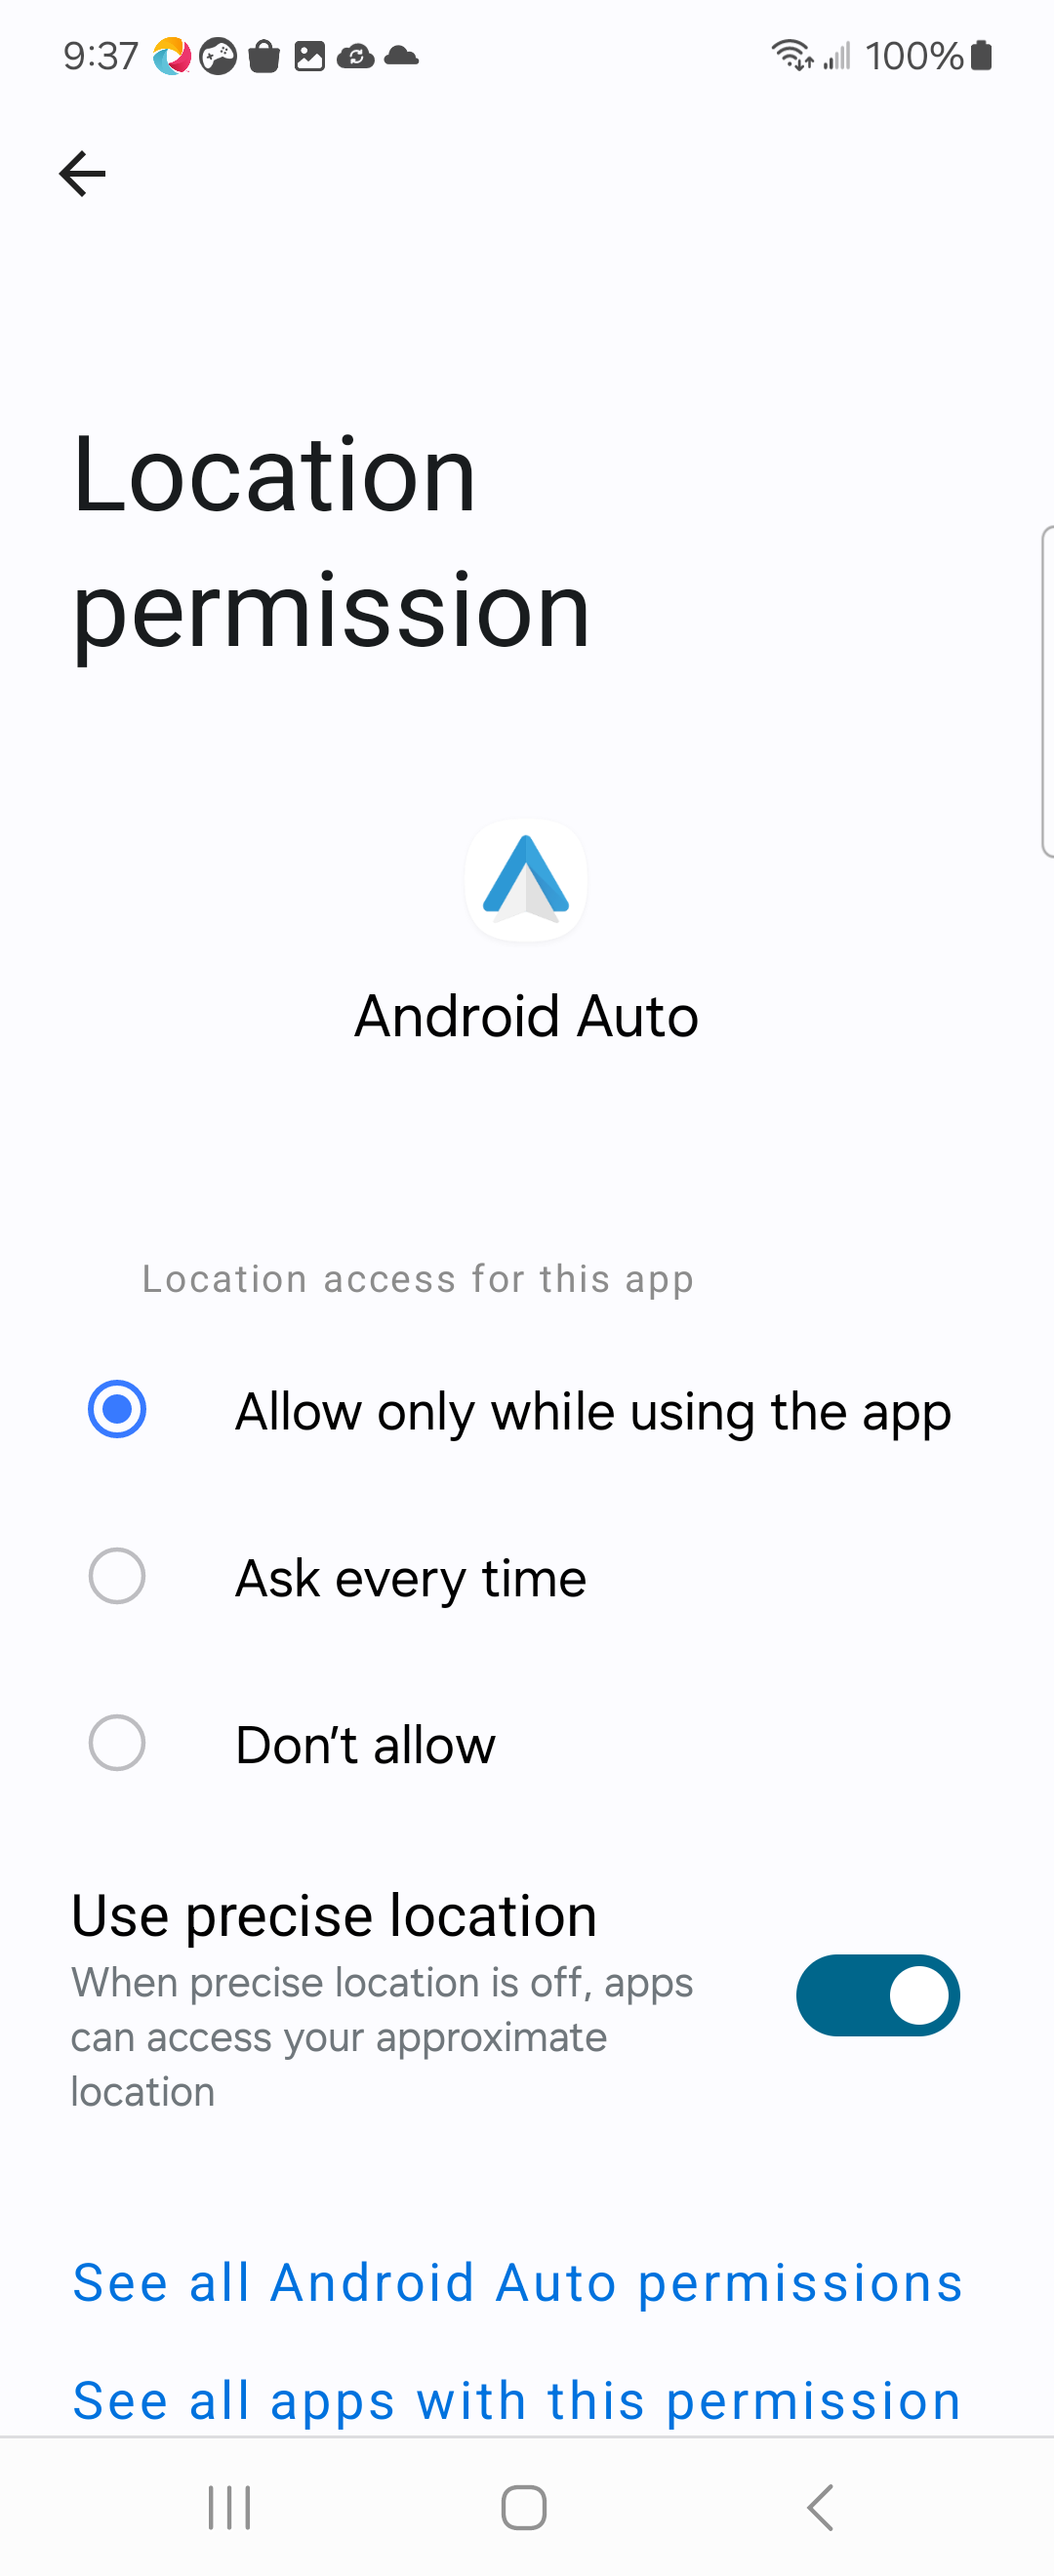 9:37
100%
Location
permission
Android Auto
Location access for this app
Allow only while using the app
Ask every time
Don’t allow
Use precise location
When precise location is off, apps
can access your approximate
location
See all Android Auto permissions
See all apps with this permission